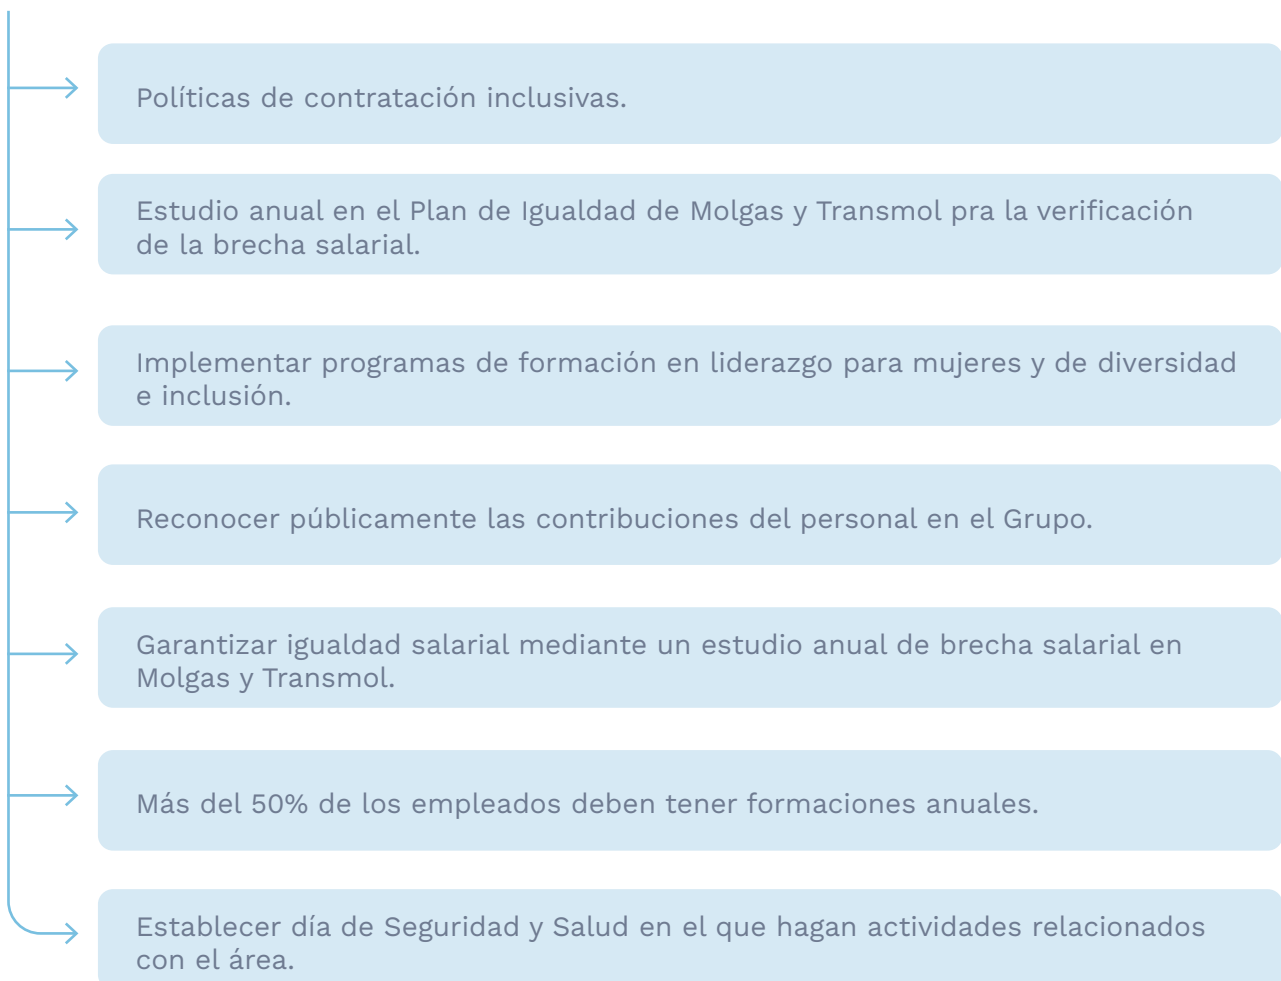 Políticas de contratación inclusivas.
Estudio anual en el Plan de Igualdad de Molgas y Transmol pra la verificación
de la brecha salarial.
Implementar programas de formación en liderazgo para mujeres y de diversidad
e inclusión.
Reconocer públicamente las contribuciones del personal en el Grupo.
Garantizar igualdad salarial mediante un estudio anual de brecha salarial en
Molgas y Transmol.
Más del 50% de los empleados deben tener formaciones anuales.
Establecer día de Seguridad y Salud en el que hagan actividades relacionados
con el área.